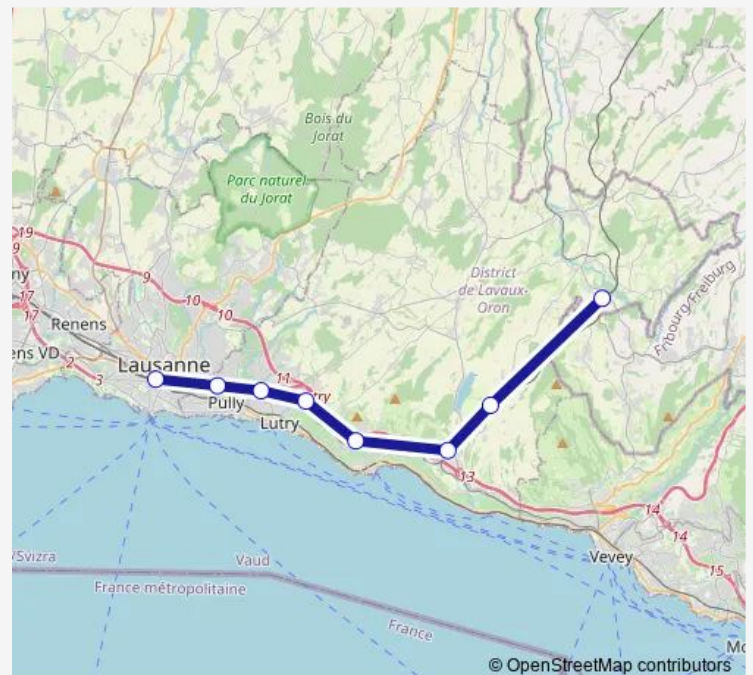 Bois du
Jorat
Parc naturel
du Jorat
19
9
9
10
10
ny
17
17
Renens
ens VD
2
3
District
de Lavaux-
Oron
Fribourg/Freiburg
Lausanne
11
Pully
Lutry
try
13
14
14
15
Vevey
/Svizra
Vaud
France métropolitaine
France
Mo
© OpenStreetMap contributors